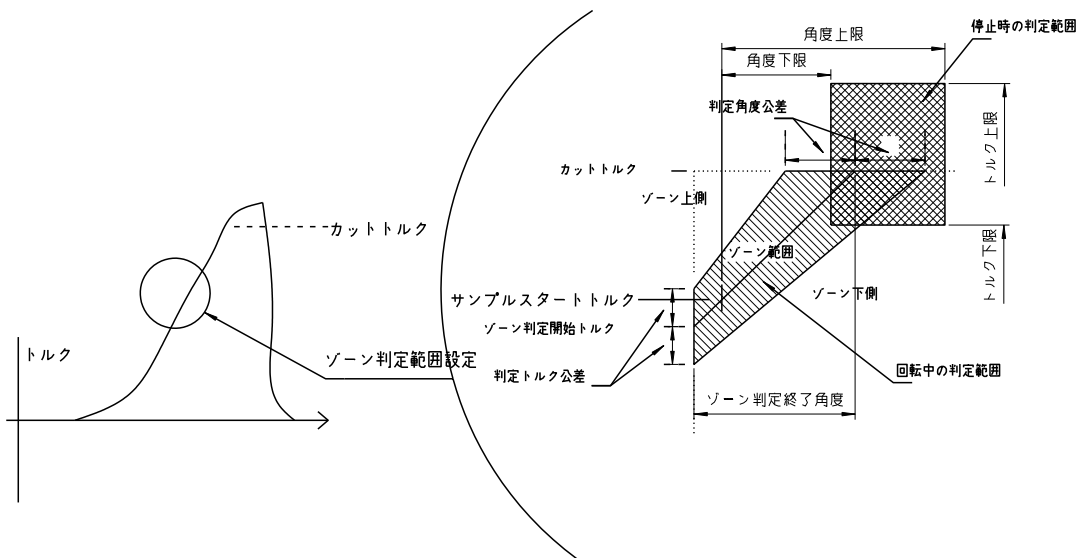 トルク
カットトルク
ゾーン判定範囲設定
角度上限
角度下限
停止時の判定範囲
判定角度公差
トルク上限
カットトルク
ゾーン上側
ゾーン範囲
トルク下限
サンプルスタートトルク
ゾーン下側
ゾーン判定開始トルク
判定トルク公差
回転中の判定範囲
ゾーン判定終了角度